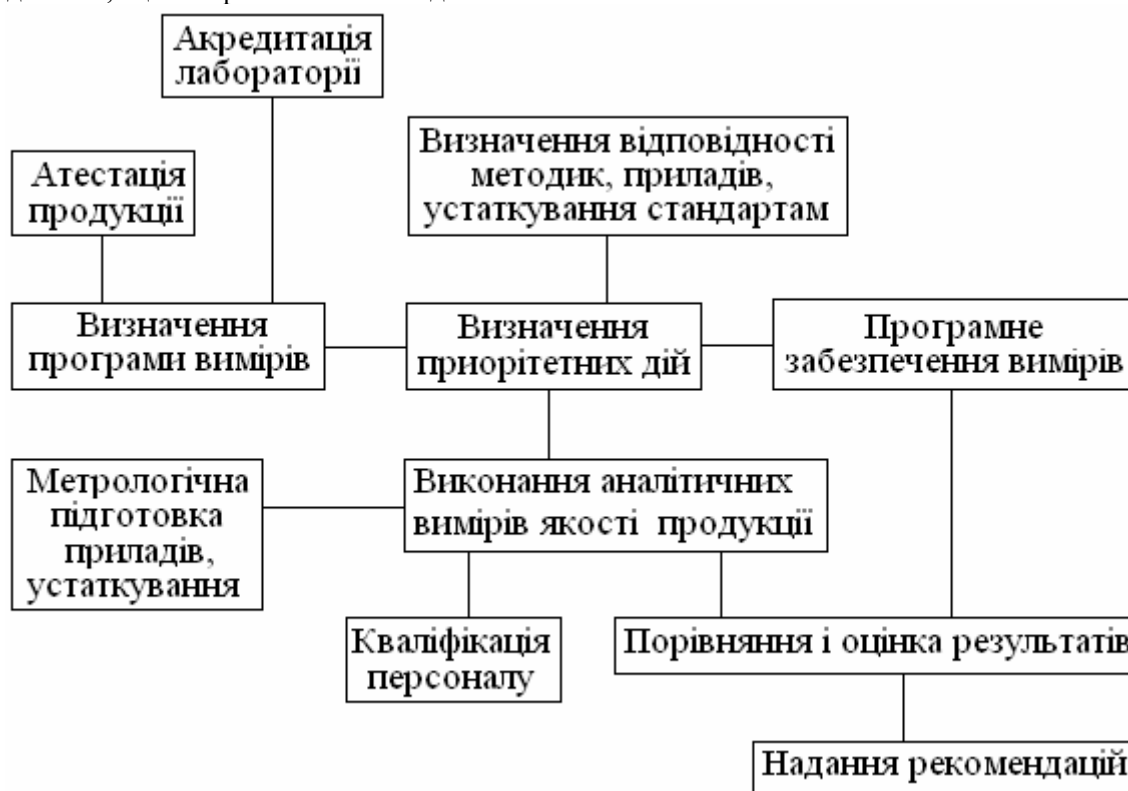 Акредитація
лабораторії
Визначення відповідності
методик, приладів,
устаткування стандартам
Атестація
продукції
Визначення
програми вимірів
Визначення
приорітетних дій
Програмне
забезпечення вимірів
Метрологічна
підготовка
приладів,
устаткування
Виконання аналітичних
вимірів якості продукції
Кваліфікація
персоналу
Порівняння і оцінка результатів
Надання рекомендацій